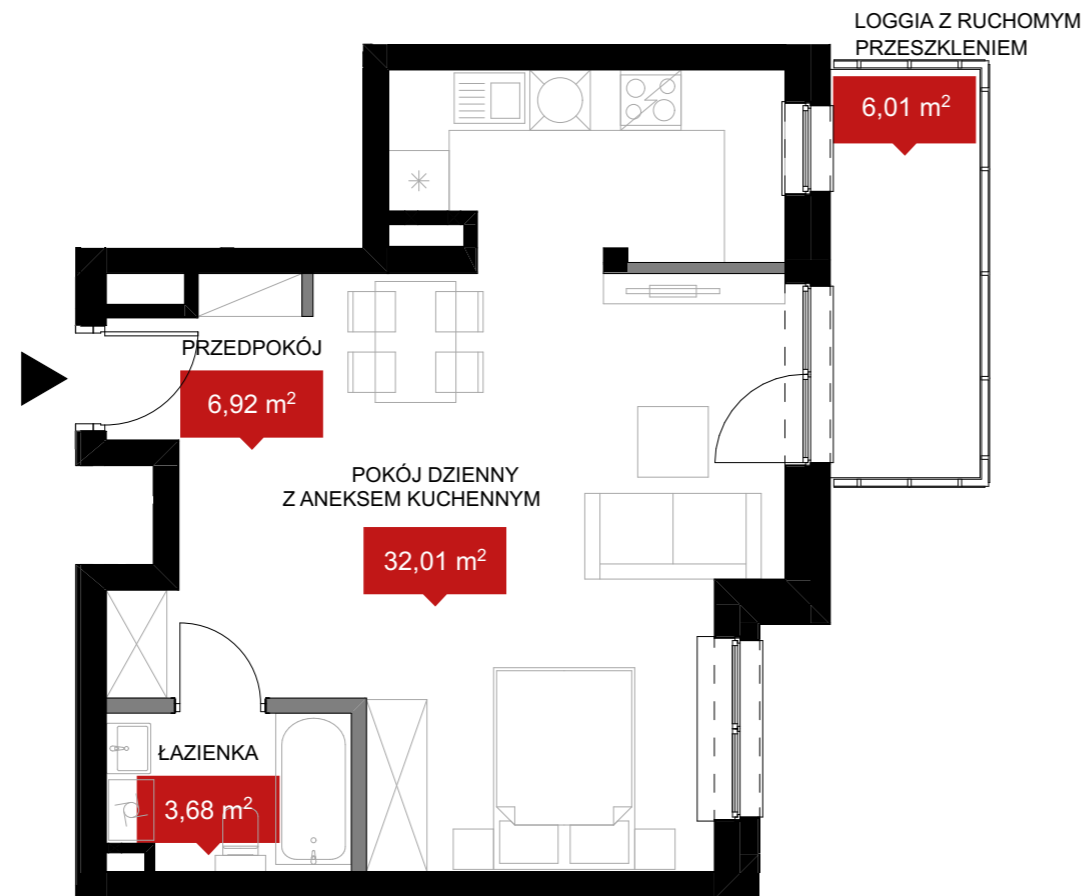 LOGGIA Z RUCHOMYM
PRZESZKLENIEM
6,01 m²
PRZEDPOKÓJ
6,92 m²
POKÓJ DZIENNY
Z ANEKSEM KUCHENNYM
32,01 m²
ŁAZIENKA
3,68 m²